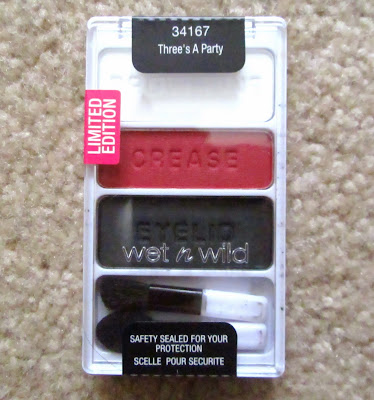 34167
Three's A Party
LIMITED
EDITION
CREASE
EYELID
wet n wild
SAFETY SEALED FOR YOUR
PROTECTION
SCELLE POUR SECURITE